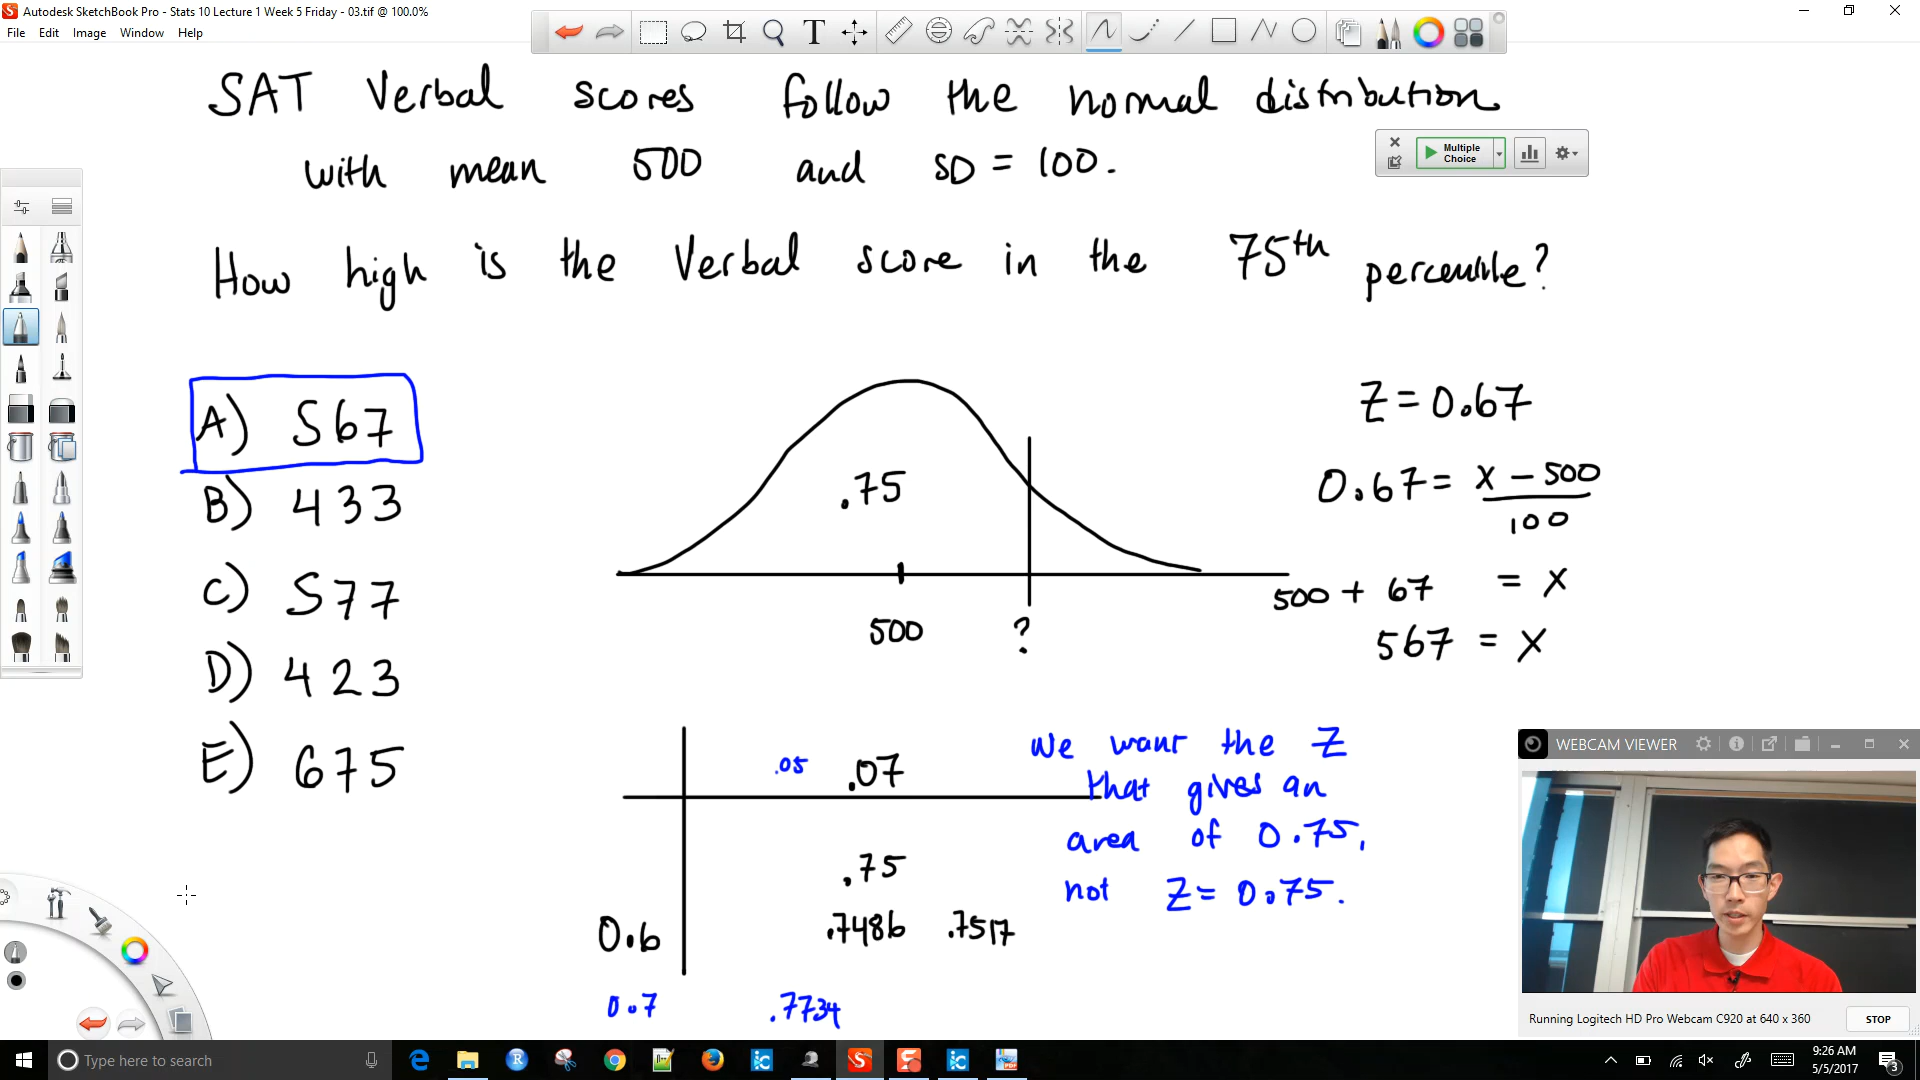 Autodesk SketchBook Pro - Stats 10 Lecture 1 Week 5 Friday - 03.tif @ 100.0%
File Edit Image Window Help
SAT Verbal scores follow the normal distribution
with mean 500 and SD = 100.
Multiple Choice
How high is the Verbal score in the 75th percentile?
A) 567
B) 433
C) 577
D) 423
E) 675
.75
500 ?
Z = 0.67
0.67 = x - 500
100
500 + 67 = x
567 = x
.05 .07
.75
0.6 .7486 .7517
0.7 .7734
We want the Z
that gives an
area of 0.75,
not Z = 0.75.
WEBCAM VIEWER
Running Logitech HD Pro Webcam C920 at 640 x 360
STOP
Type here to search
9:26 AM
5/5/2017
3